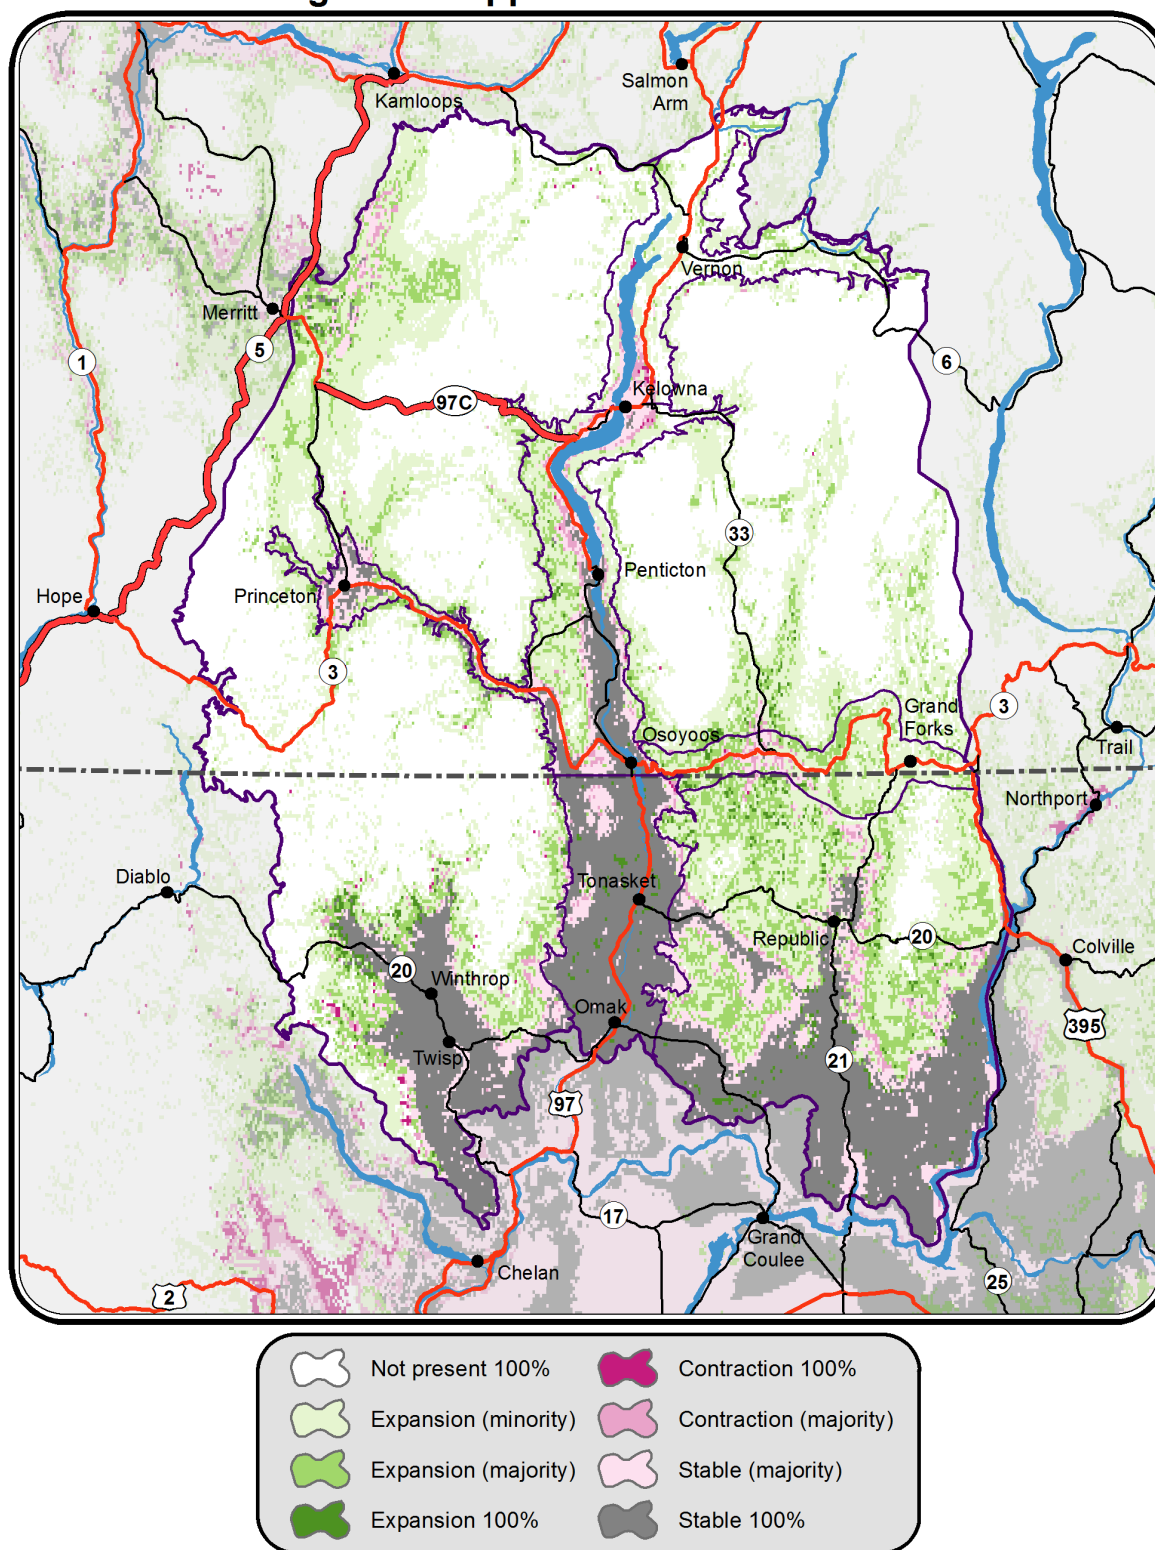 Kamloops
Salmon
Arm
Vernon
Merritt
5
1
6
Kelowna
97C
33
Penticton
Hope
Princeton
3
Grand
Forks
3
Osoyoos
Trail
Northport
Diablo
Tonasket
Republic
20
Colville
20
Winthrop
Omak
395
Twisp
21
97
17
Grand
Coulee
Chelan
25
2
Not present 100%
Contraction 100%
Expansion (minority)
Contraction (majority)
Expansion (majority)
Stable (majority)
Expansion 100%
Stable 100%